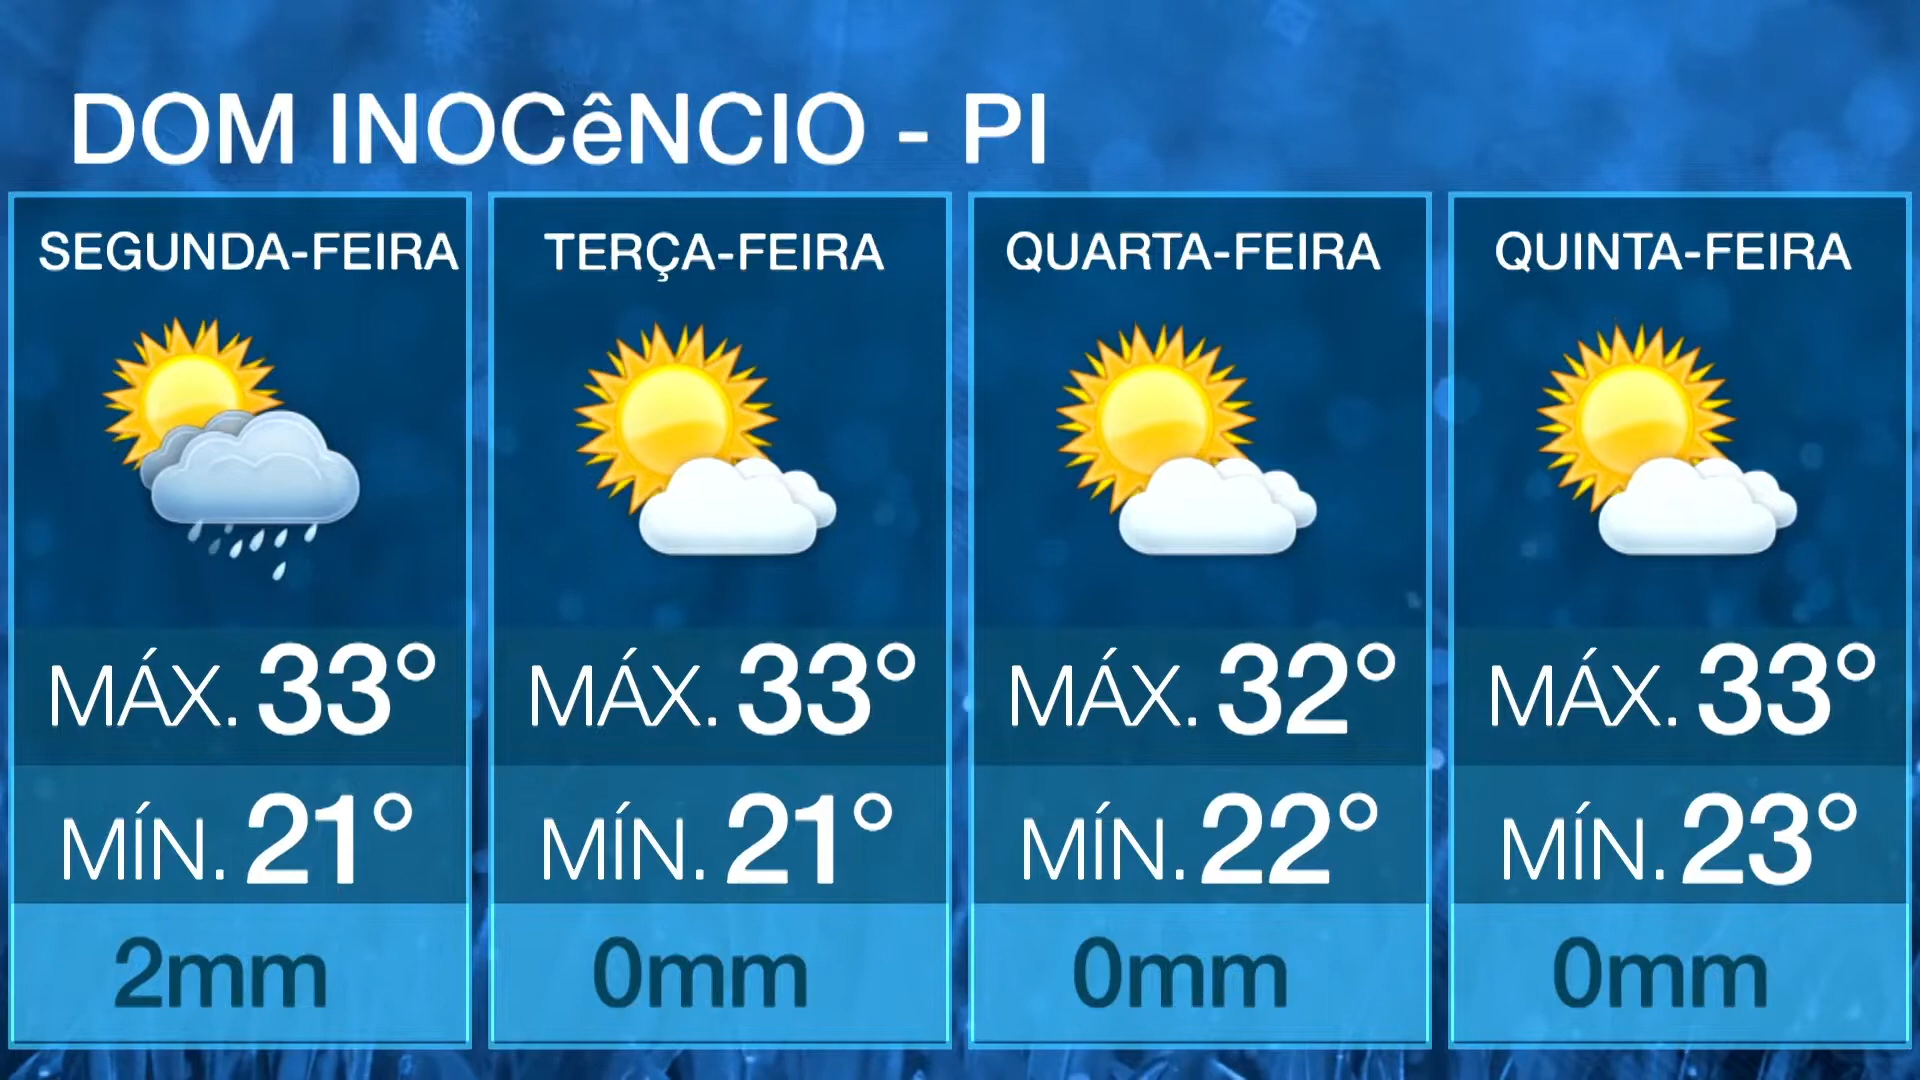 DOM INOCêNCIO - PI
SEGUNDA-FEIRA
MÁX. 33°
MÍN. 21°
2mm
TERÇA-FEIRA
MÁX. 33°
MÍN. 21°
0mm
QUARTA-FEIRA
MÁX. 32°
MÍN. 22°
0mm
QUINTA-FEIRA
MÁX. 33°
MÍN. 23°
0mm